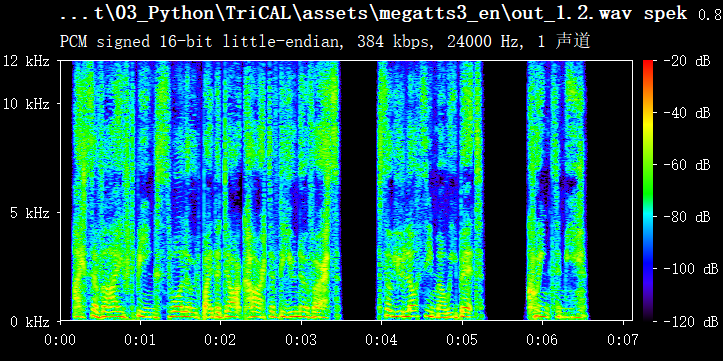 ...t\03_Python\TriCAL\assets\megatts3_en\out_1.2.wav spek 0.8
PCM signed 16-bit little-endian, 384 kbps, 24000 Hz, 1 声道
12 kHz
10 kHz
5 kHz
0 kHz
0:00 0:01 0:02 0:03 0:04 0:05 0:06 0:07
-20 dB
-40 dB
-60 dB
-80 dB
-100 dB
-120 dB